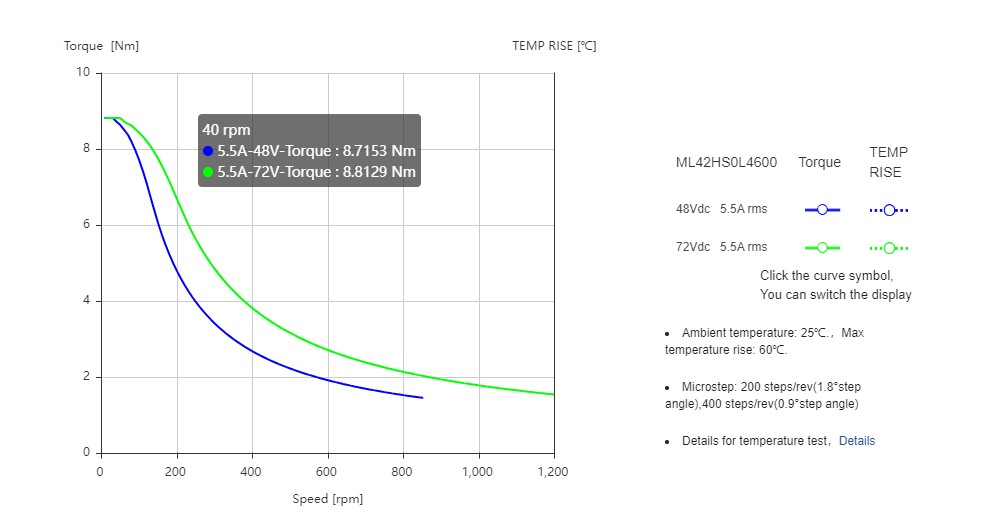 Torque [Nm]
TEMP RISE [℃]
10
8
6
4
2
0
0
200
400
600
800
1,000
1,200
Speed [rpm]
40 rpm
5.5A-48V-Torque : 8.7153 Nm
5.5A-72V-Torque : 8.8129 Nm
ML42HS0L4600 Torque TEMP
RISE
48Vdc 5.5A rms
72Vdc 5.5A rms
Click the curve symbol,
You can switch the display
• Ambient temperature: 25℃.，Max
temperature rise: 60℃.
• Microstep: 200 steps/rev(1.8°step
angle),400 steps/rev(0.9°step angle)
• Details for temperature test，Details